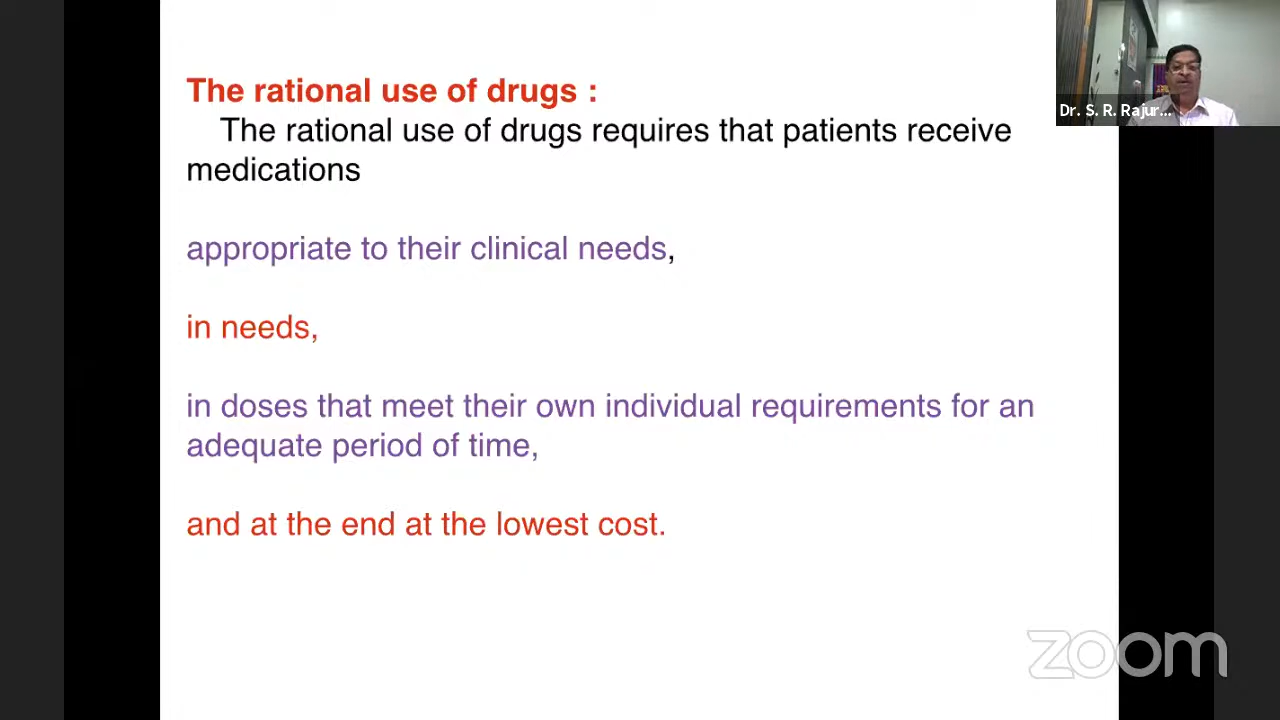 The rational use of drugs :
The rational use of drugs requires that patients receive
medications
appropriate to their clinical needs,
in needs,
in doses that meet their own individual requirements for an
adequate period of time,
and at the end at the lowest cost.
Dr. S. R. Rajur...
zoom